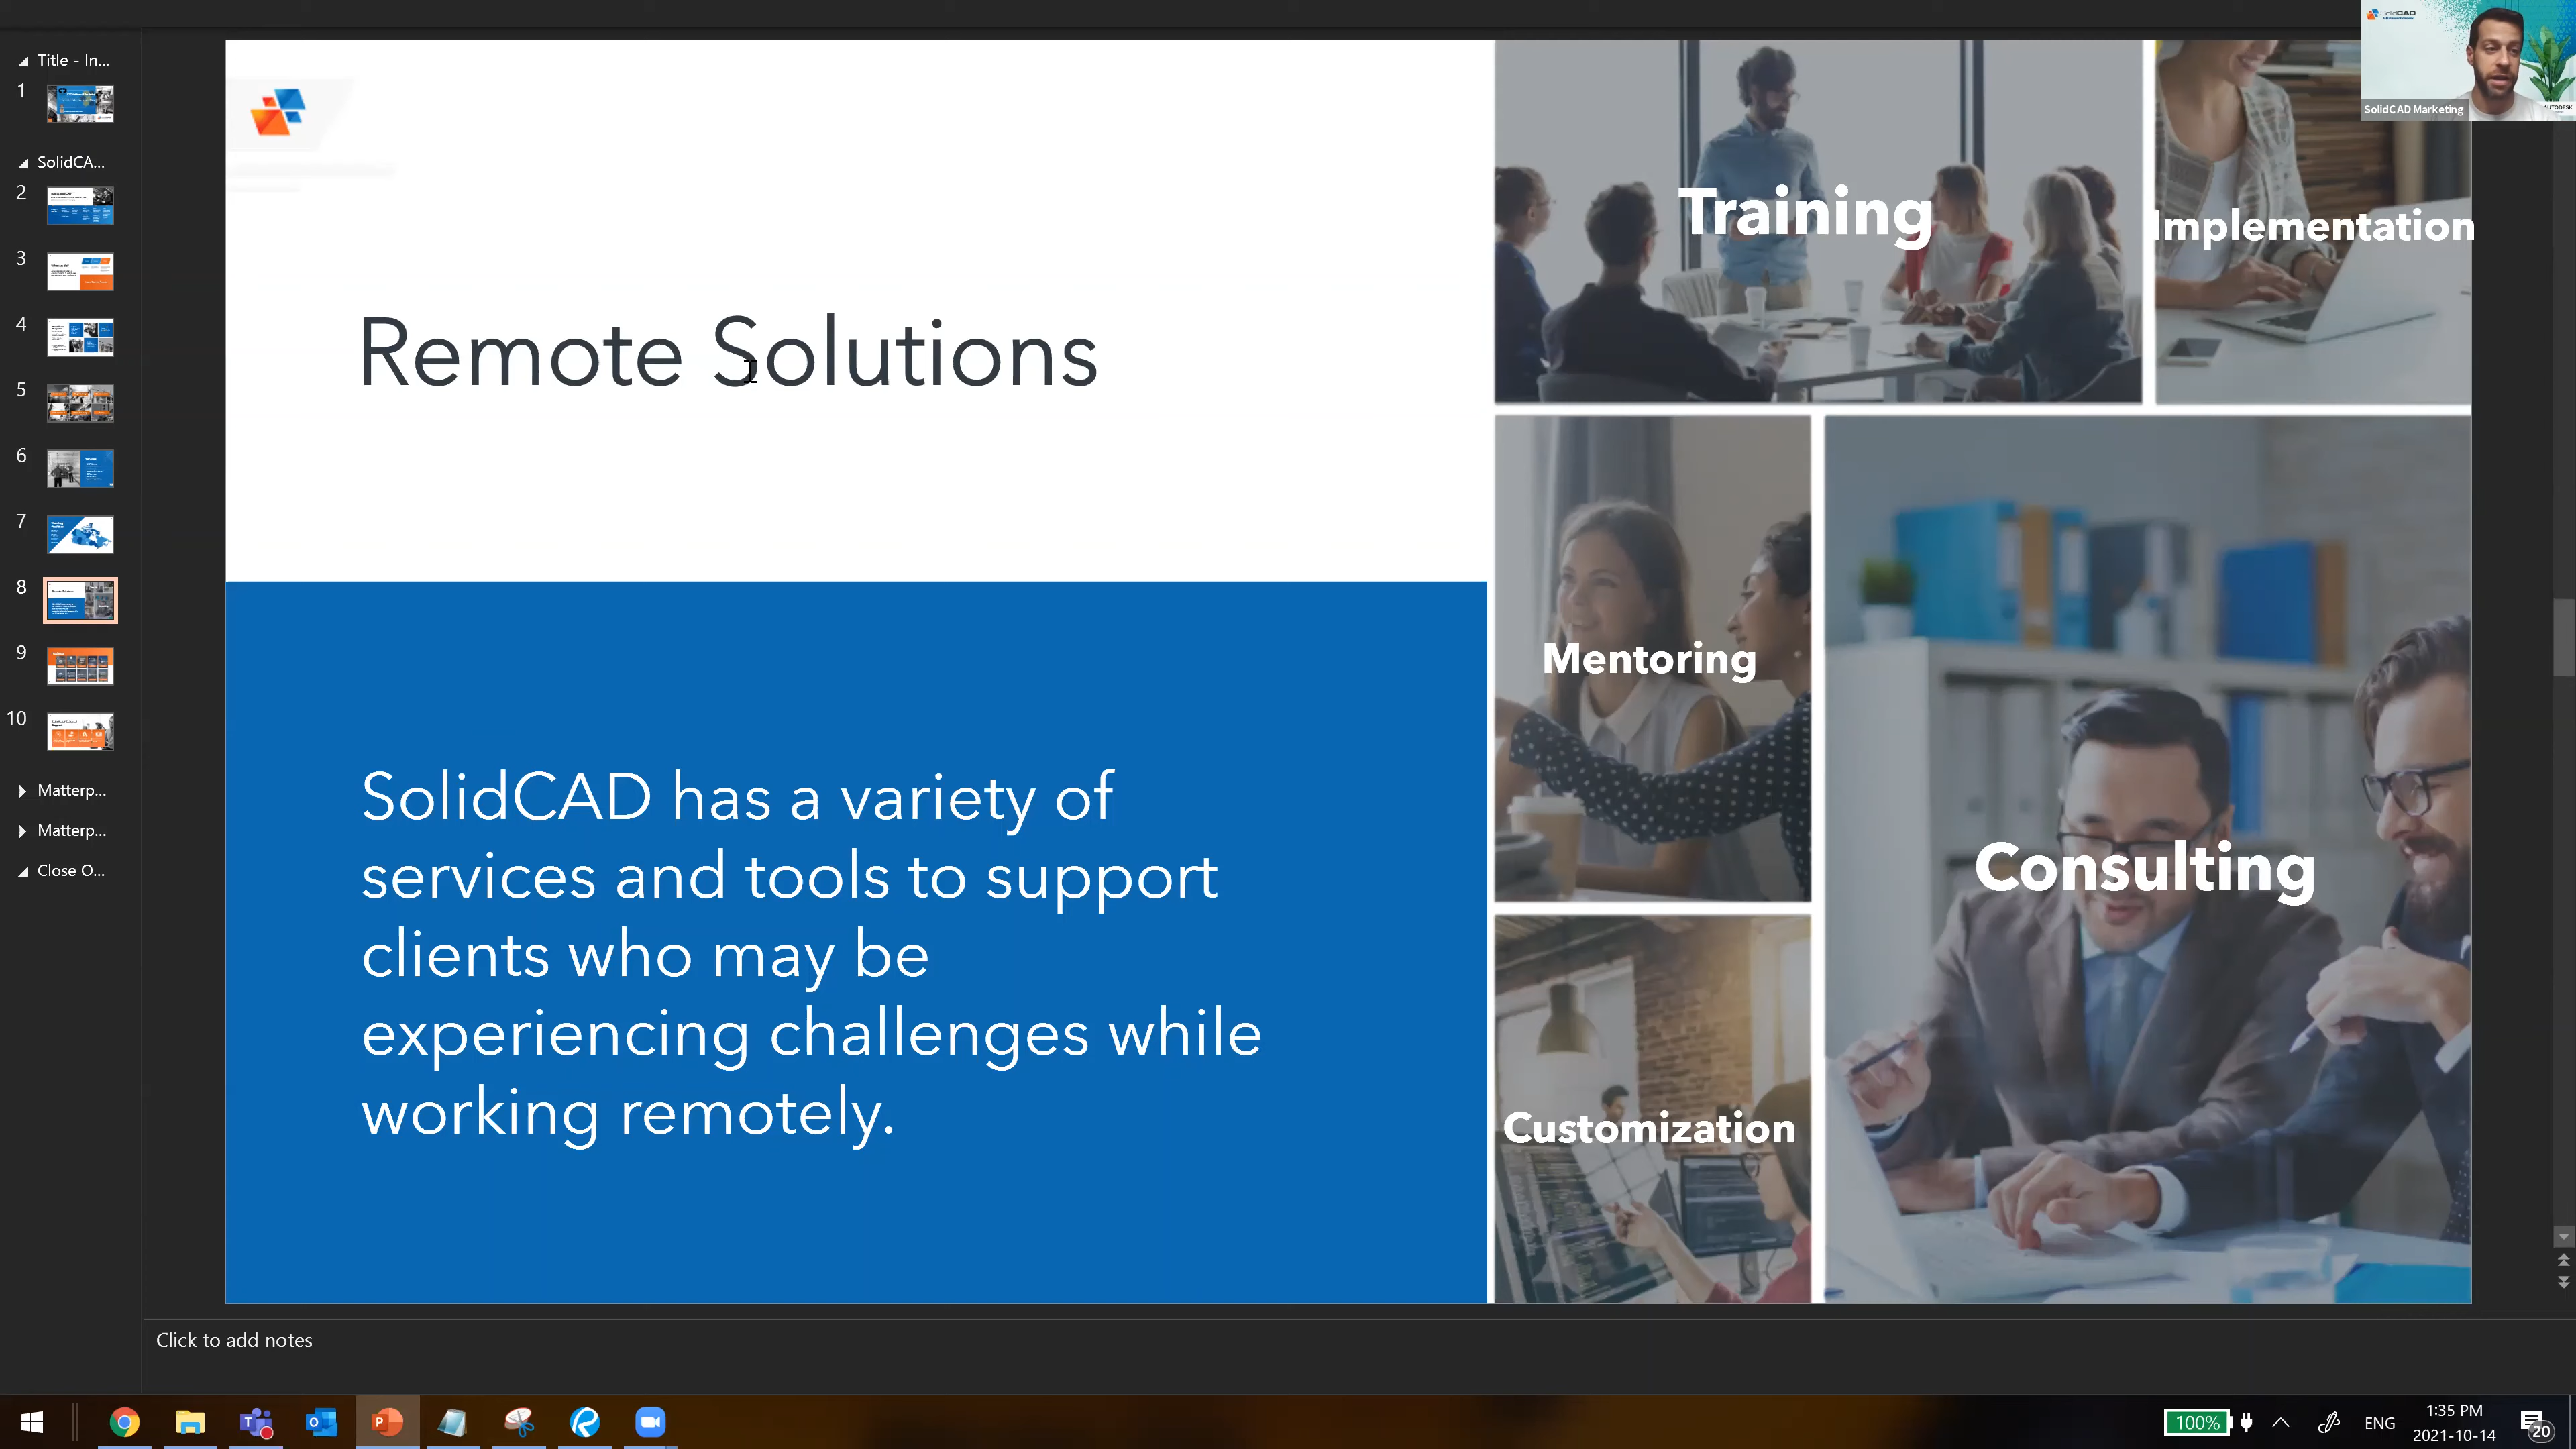 Title - In...
1
SolidCA...
2
3
4
5
6
7
8
9
10
Matterp...
Matterp...
Close O...
Remote Solutions
SolidCAD has a variety of
services and tools to support
clients who may be
experiencing challenges while
working remotely.
Training
Implementation
Mentoring
Consulting
Customization
SolidCAD
SolidCAD Marketing
AUTODESK
Click to add notes
100%
ENG
1:35 PM
2021-10-14
20